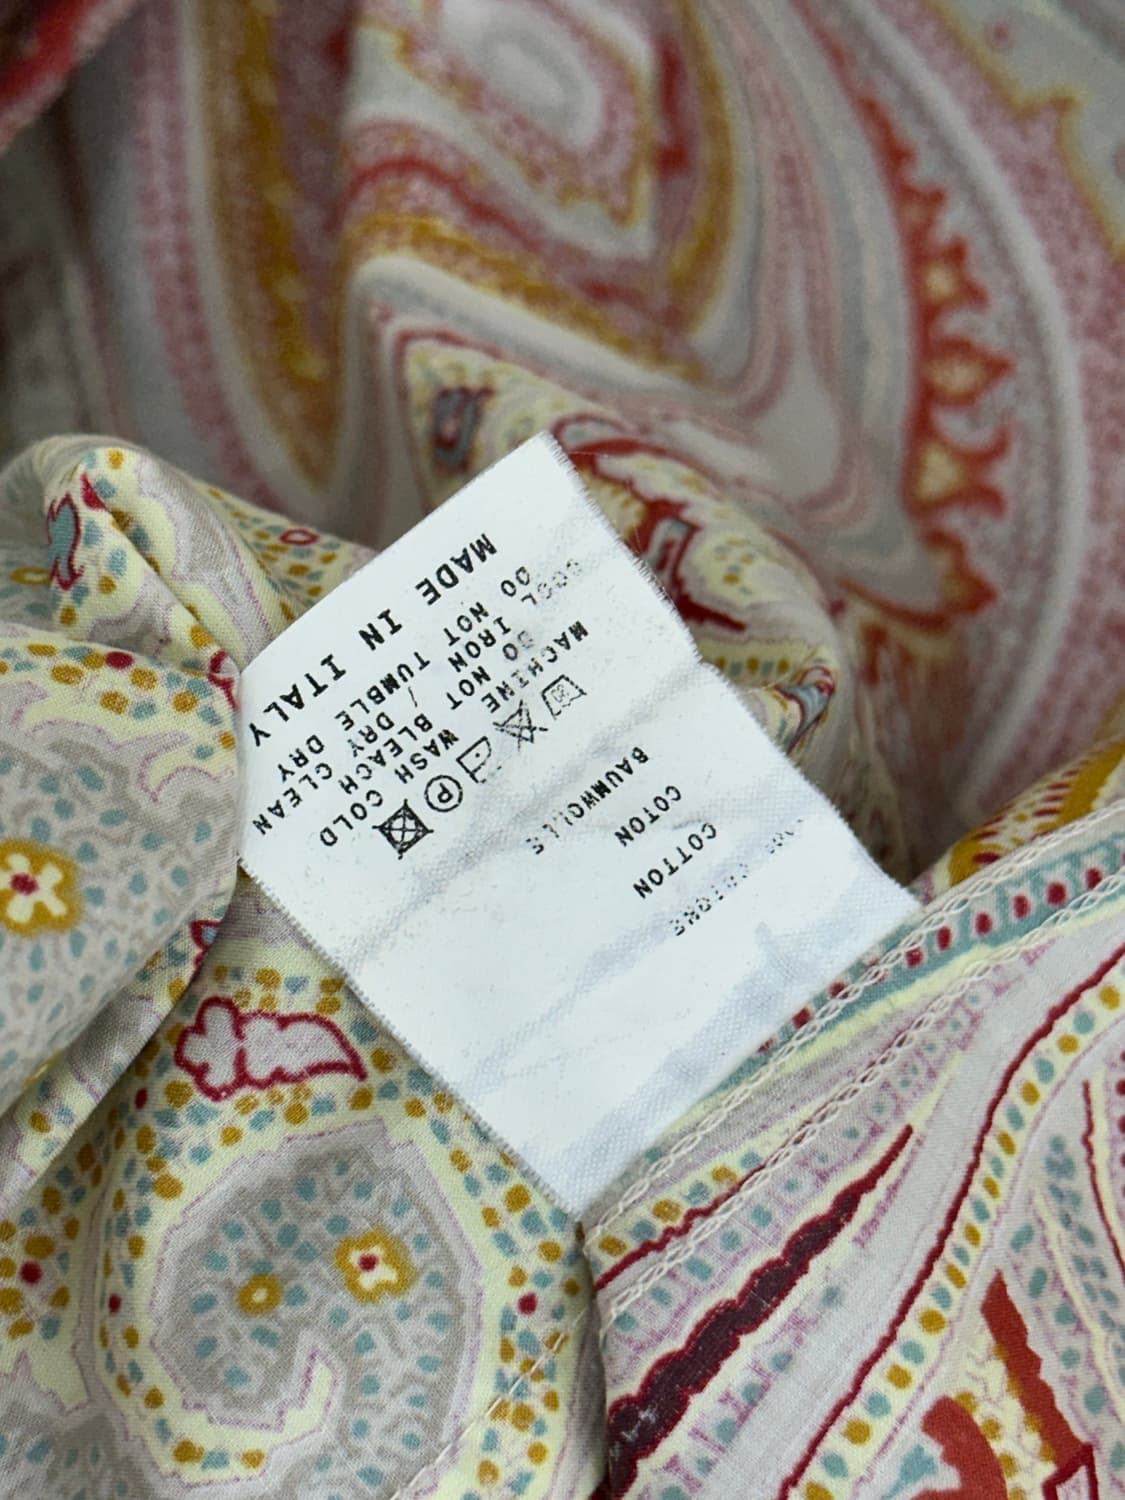 COTONE
COTTON
COTON
BAUMWOLLE
MACHINE WASH COLD
DO NOT BLEACH
COOL IRON / DRY CLEAN
DO NOT TUMBLE DRY
MADE IN ITALY